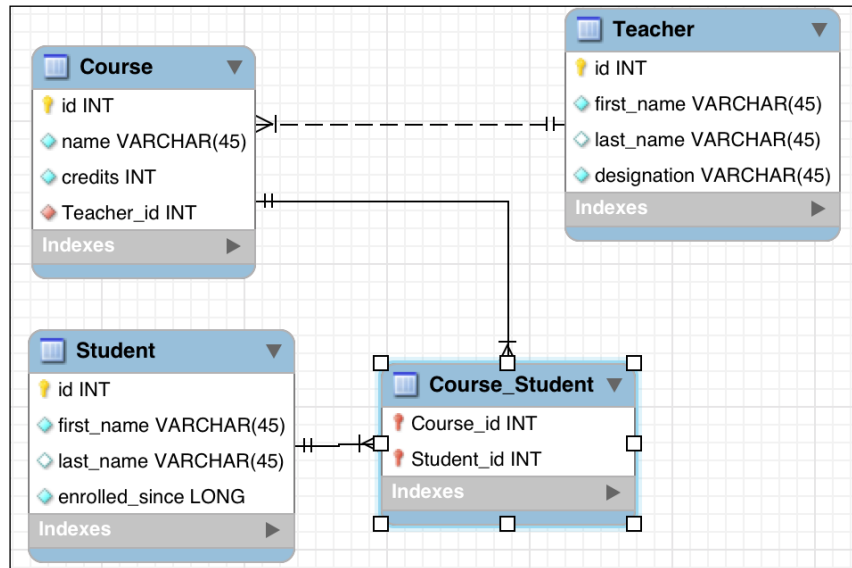 Course
id INT
name VARCHAR(45)
credits INT
Teacher_id INT
Indexes
Teacher
id INT
first_name VARCHAR(45)
last_name VARCHAR(45)
designation VARCHAR(45)
Indexes
Student
id INT
first_name VARCHAR(45)
last_name VARCHAR(45)
enrolled_since LONG
Indexes
Course_Student
Course_id INT
Student_id INT
Indexes